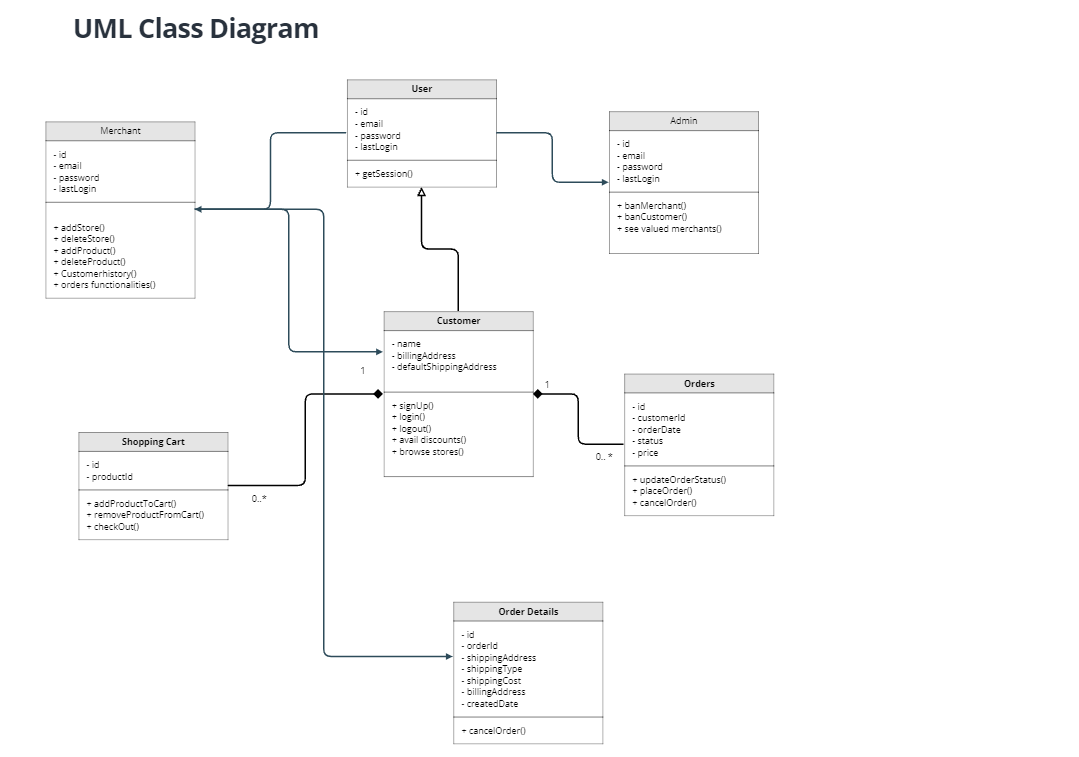 UML Class Diagram
User
- id
- email
- password
- lastLogin
+ getSession()
Merchant
- id
- email
- password
- lastLogin
+ addStore()
+ deleteStore()
+ addProduct()
+ deleteProduct()
+ Customerhistory()
+ orders functionalities()
Admin
- id
- email
- password
- lastLogin
+ banMerchant()
+ banCustomer()
+ see valued merchants()
Customer
- name
- billingAddress
- defaultShippingAddress
+ signUp()
+ login()
+ logout()
+ avail discounts()
+ browse stores()
1
1
Orders
- id
- customerId
- orderDate
- status
- price
+ updateOrderStatus()
+ placeOrder()
+ cancelOrder()
0.. *
Shopping Cart
- id
- productId
+ addProductToCart()
+ removeProductFromCart()
+ checkOut()
0..*
Order Details
- id
- orderId
- shippingAddress
- shippingType
- shippingCost
- billingAddress
- createdDate
+ cancelOrder()